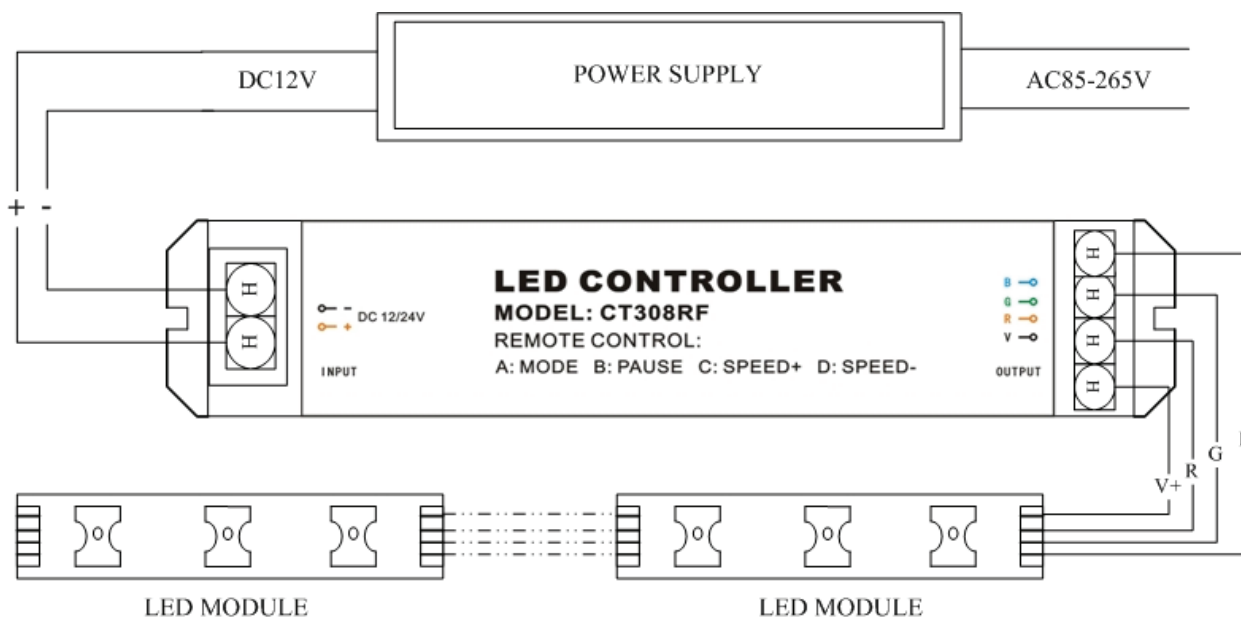 DC12V
POWER SUPPLY
AC85-265V
+ -
LED CONTROLLER
MODEL: CT308RF
REMOTE CONTROL:
A: MODE B: PAUSE C: SPEED+ D: SPEED-
-
+
DC 12/24V
INPUT
B
G
R
V
OUTPUT
H
H
H
H
H
H
V+
R
G
LED MODULE
LED MODULE